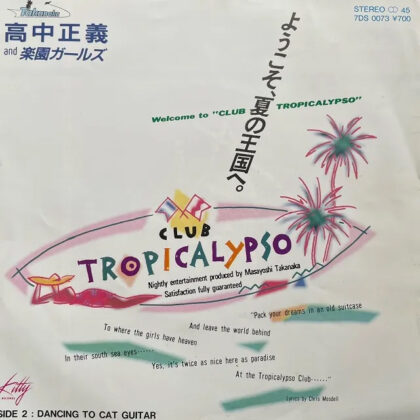 Takanaka
高中正義
and 楽園ガールズ
STEREO 45
7DS 0073 ¥700
ようこそ、夏の王国へ。
Welcome to "CLUB TROPICALYPSO"
CLUB
TROPICALYPSO
Nightly entertainment produced by Masayoshi Takanaka
Satisfaction fully guaranteed
"Pack your dreams in an old suitcase
And leave the world behind
To where the girls have heaven
In their south sea eyes......
Yes, it's twice as nice here as paradise
At the Tropicalypso Club......"
Lyrics by Chris Mosdell
Kitty
RECORDS
SIDE 2 : DANCING TO CAT GUITAR